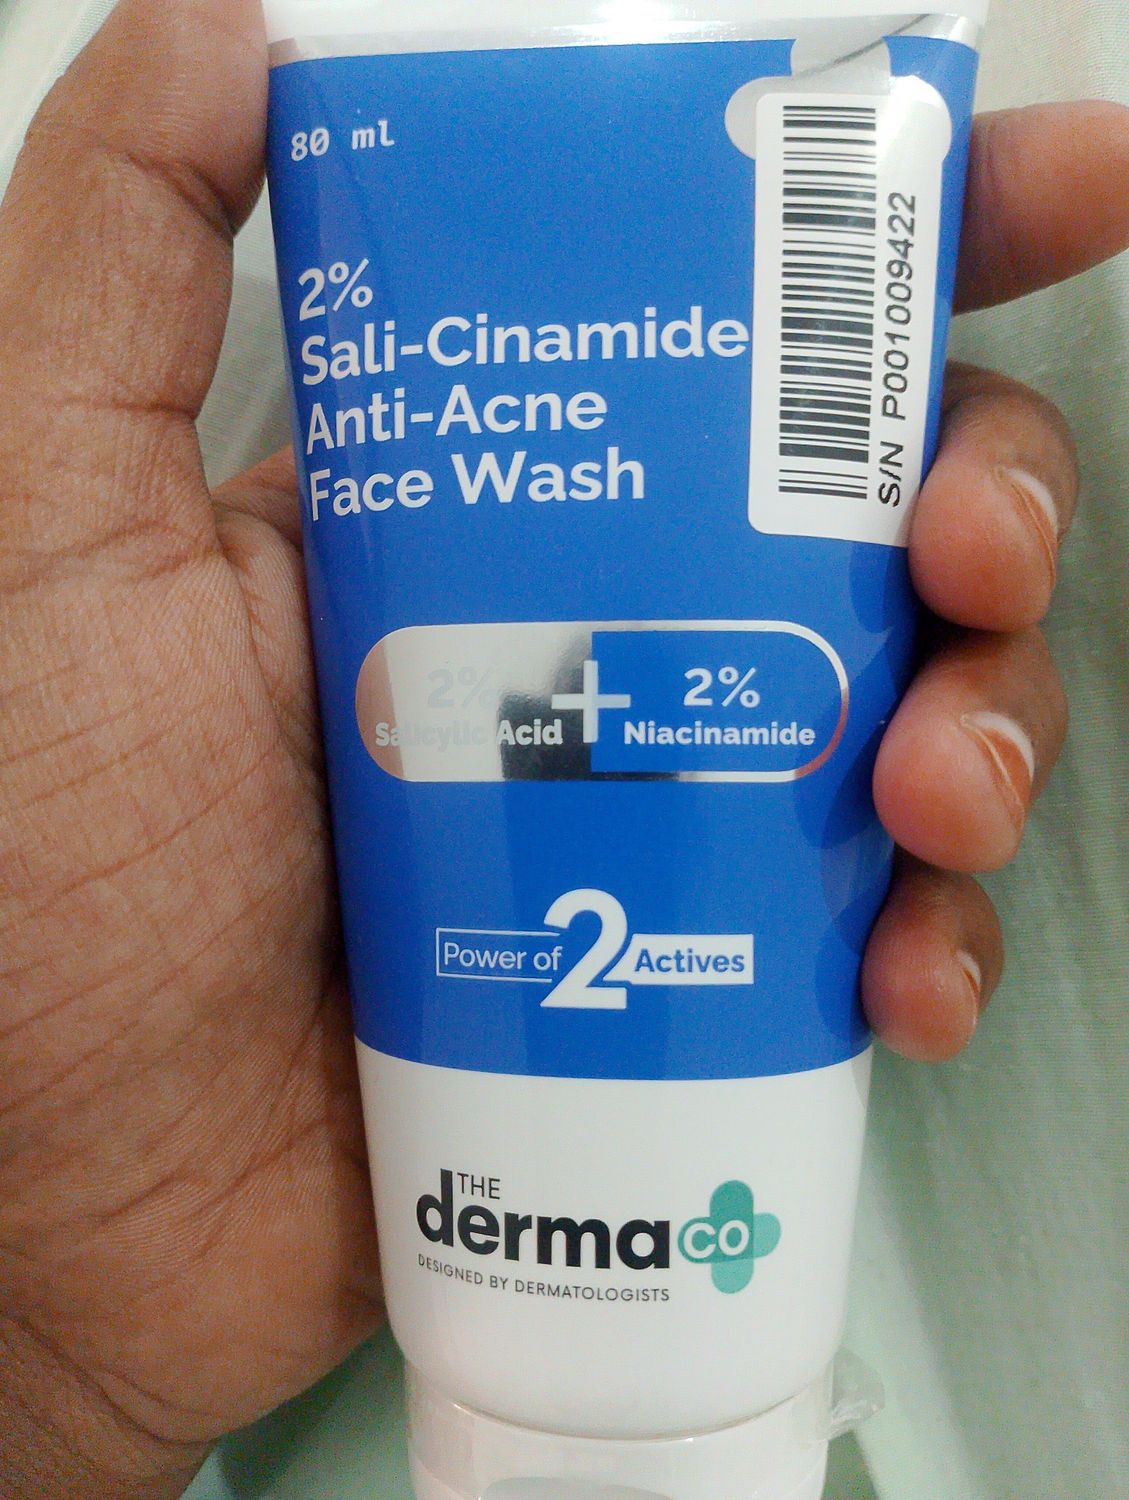 80 ml
S/N P001009422
2%
Sali-Cinamide
Anti-Acne
Face Wash
2%
Salicylic Acid
+
2%
Niacinamide
Power of 2 Actives
THE
derma co
DESIGNED BY DERMATOLOGISTS